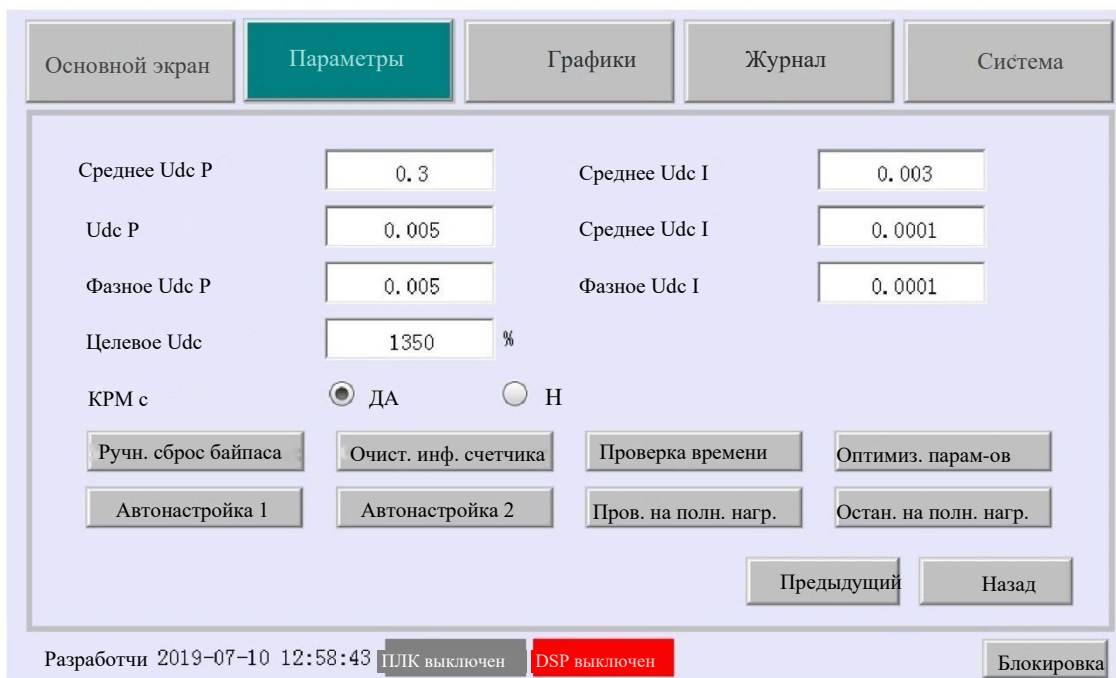 Основной экран Параметры Графики Журнал Система
Среднее Udc P 0.3 Среднее Udc I 0.003
Udc P 0.005 Среднее Udc I 0.0001
Фазное Udc P 0.005 Фазное Udc I 0.0001
Целевое Udc 1350 %
КРМ с ДА Н
Ручн. сброс байпаса Очист. инф. счетчика Проверка времени Оптимиз. парам-ов
Автонастройка 1 Автонастройка 2 Пров. на полн. нагр. Остан. на полн. нагр.
Предыдущий Назад
Разработчи 2019-07-10 12:58:43 ПЛК выключен DSP выключен Блокировка